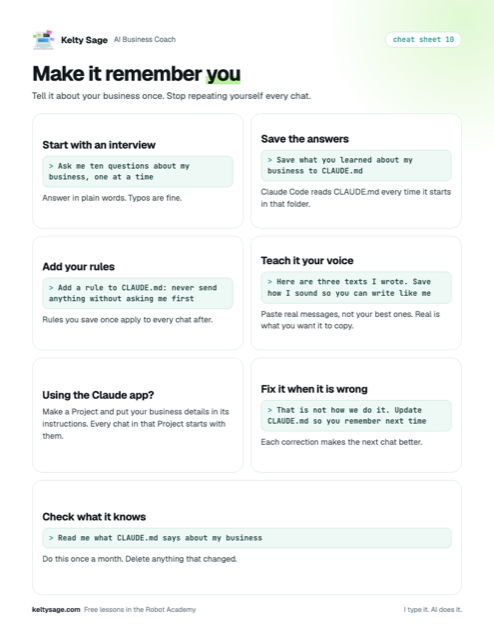 Kelty Sage AI Business Coach
cheat sheet 10
Make it remember you
Tell it about your business once. Stop repeating yourself every chat.
Start with an interview
> Ask me ten questions about my
business, one at a time
Answer in plain words. Typos are fine.
Save the answers
> Save what you learned about my
business to CLAUDE.md
Claude Code reads CLAUDE.md every time it starts
in that folder.
Add your rules
> Add a rule to CLAUDE.md: never send
anything without asking me first
Rules you save once apply to every chat after.
Teach it your voice
> Here are three texts I wrote. Save
how I sound so you can write like me
Paste real messages, not your best ones. Real is
what you want it to copy.
Using the Claude app?
Make a Project and put your business details in its
instructions. Every chat in that Project starts with
them.
Fix it when it is wrong
> That is not how we do it. Update
CLAUDE.md so you remember next time
Each correction makes the next chat better.
Check what it knows
> Read me what CLAUDE.md says about my business
Do this once a month. Delete anything that changed.
keltysage.com Free lessons in the Robot Academy
I type it. AI does it.